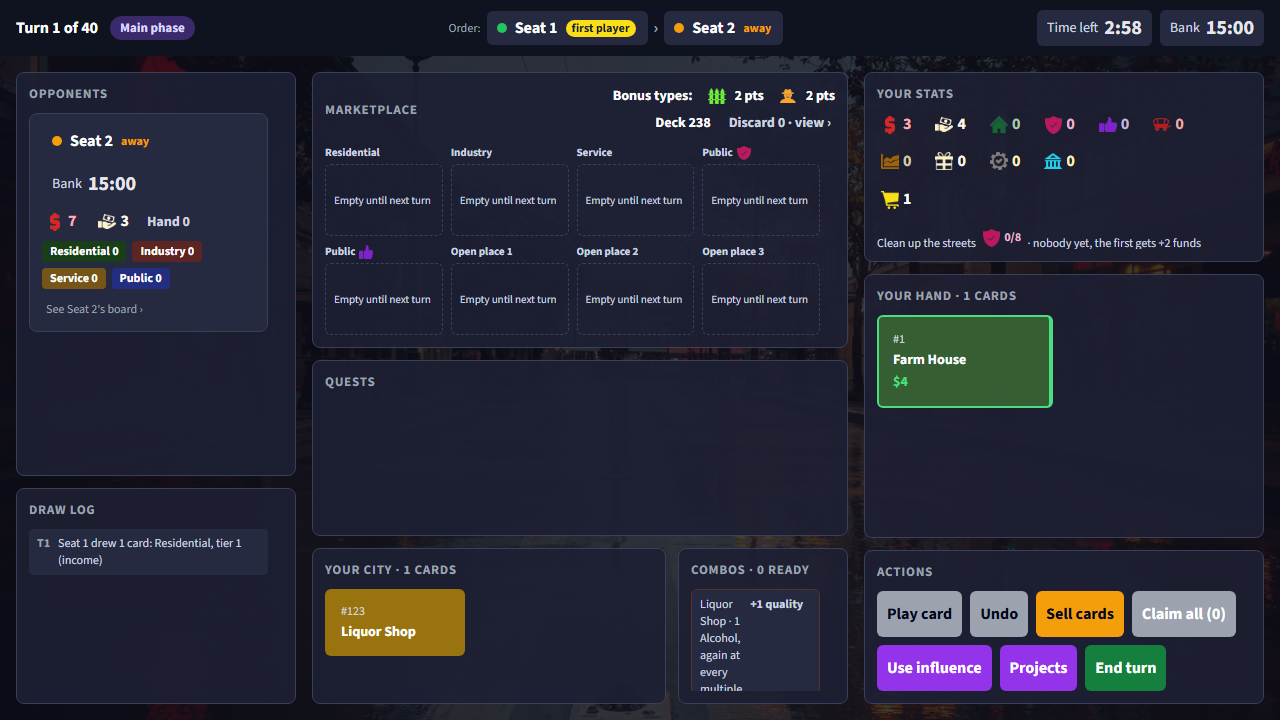 Turn 1 of 40
Main phase
Order:
Seat 1
first player
›
Seat 2
away
Time left 2:58
Bank 15:00
OPPONENTS
Seat 2 away
Bank 15:00
7
3
Hand 0
Residential 0
Industry 0
Service 0
Public 0
See Seat 2's board ›
DRAW LOG
T1 Seat 1 drew 1 card: Residential, tier 1
(income)
MARKETPLACE
Bonus types: 2 pts 2 pts
Deck 238 Discard 0 · view ›
Residential
Industry
Service
Public
Empty until next turn
Empty until next turn
Empty until next turn
Empty until next turn
Public
Open place 1
Open place 2
Open place 3
Empty until next turn
Empty until next turn
Empty until next turn
Empty until next turn
QUESTS
YOUR CITY · 1 CARDS
#123
Liquor Shop
COMBOS · 0 READY
Liquor
Shop · 1
Alcohol,
again at
every
multiple
+1 quality
YOUR STATS
3 4 0 0 0 0
0 0 0 0
1
Clean up the streets 0/8 · nobody yet, the first gets +2 funds
YOUR HAND · 1 CARDS
#1
Farm House
$4
ACTIONS
Play card
Undo
Sell cards
Claim all (0)
Use influence
Projects
End turn